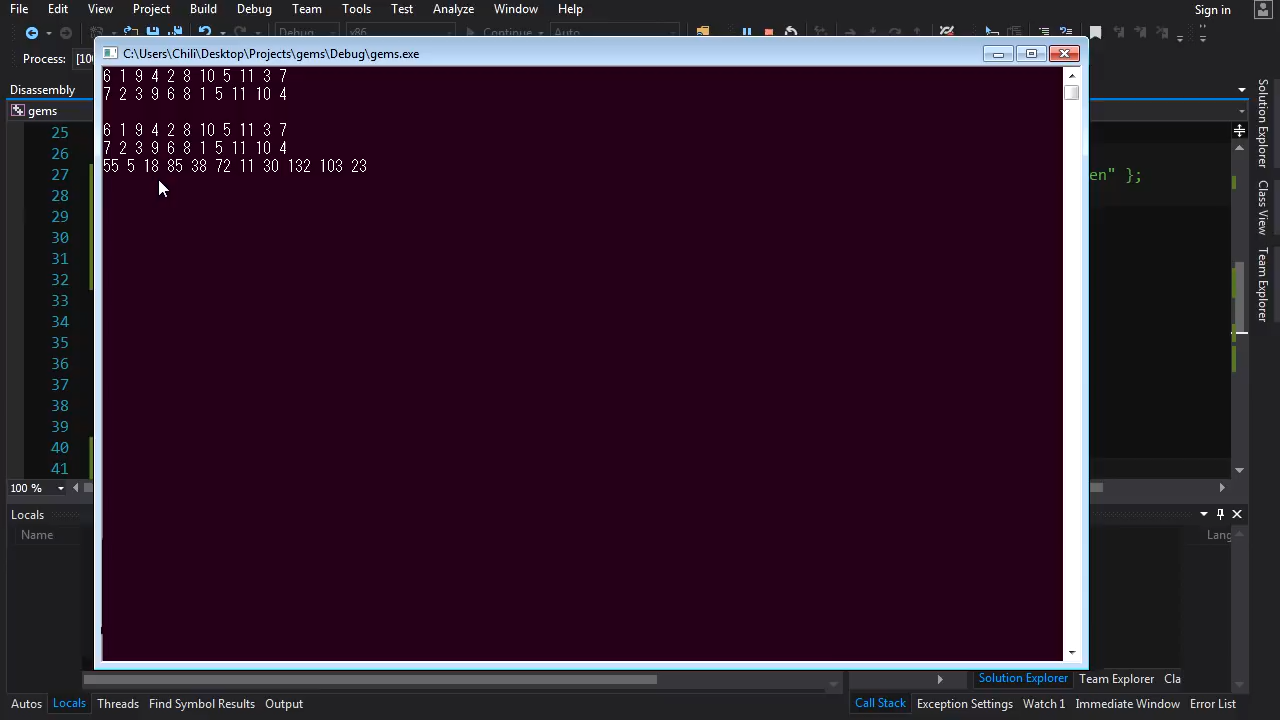 File Edit View Project Build Debug Team Tools Test Analyze Window Help Sign in
Debug x86 Continue Auto
Process: [100
C:\Users\Chili\Desktop\Projects\gems\Debug\gems.exe
Disassembly
gems
6 1 9 4 2 8 10 5 11 3 7
7 2 3 9 6 8 1 5 11 10 4
6 1 9 4 2 8 10 5 11 3 7
7 2 3 9 6 8 1 5 11 10 4
55 5 18 85 38 72 11 30 132 103 23
25
26
27 en" };
28
29
30
31
32
33
34
35
36
37
38
39
40
41
100 %
Locals
Name Lang
Solution Explorer
Class View
Team Explorer
Solution Explorer Team Explorer Cla
Autos Locals Threads Find Symbol Results Output Call Stack Exception Settings Watch 1 Immediate Window Error List